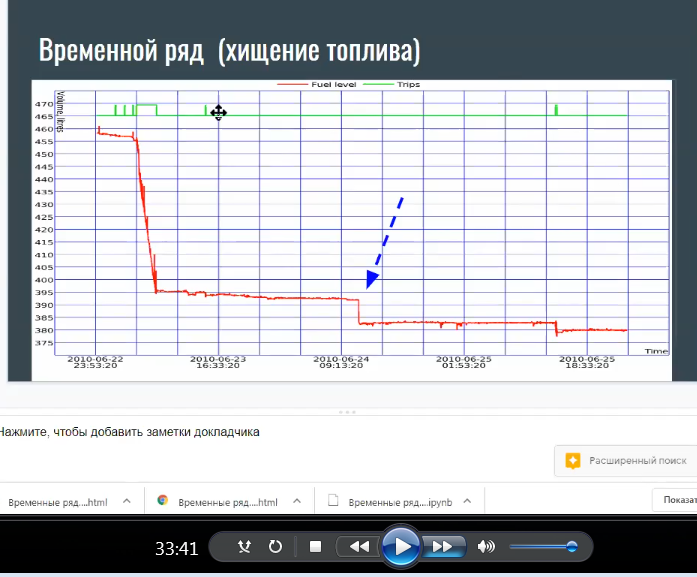 Временной ряд (хищение топлива)
Fuel level Trips
Volume, litres
470
465
460
455
450
445
440
435
430
425
420
415
410
405
400
395
390
385
380
375
Time
2010-06-22 2010-06-23 2010-06-24 2010-06-25 2010-06-25
23:53:20 16:33:20 09:13:20 01:53:20 18:33:20
Нажмите, чтобы добавить заметки докладчика
Расширенный поиск
Временные ряд....html Временные ряд....html Временные ряд....ipynb Показат
33:41